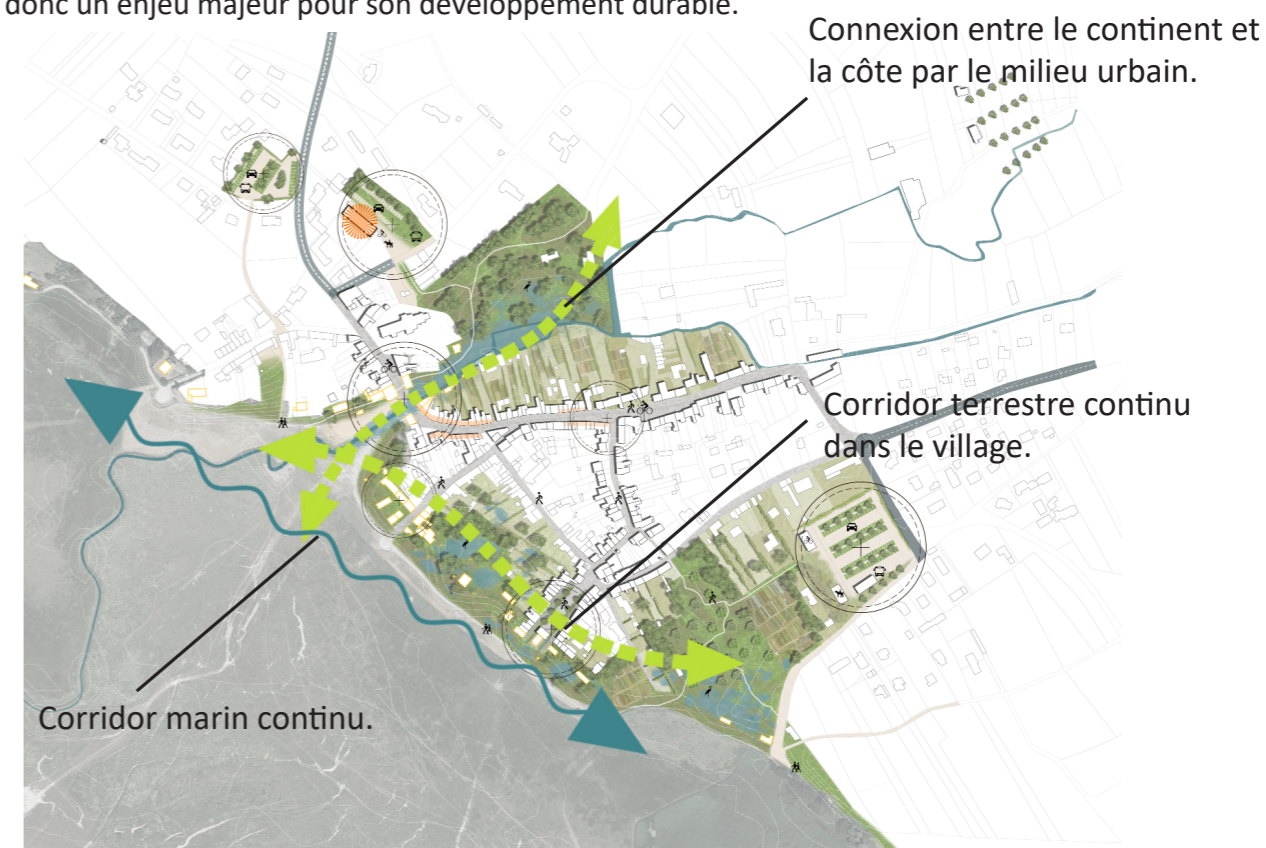 donc un enjeu majeur pour son développement durable.
Connexion entre le continent et
la côte par le milieu urbain.
Corridor terrestre continu
dans le village.
Corridor marin continu.